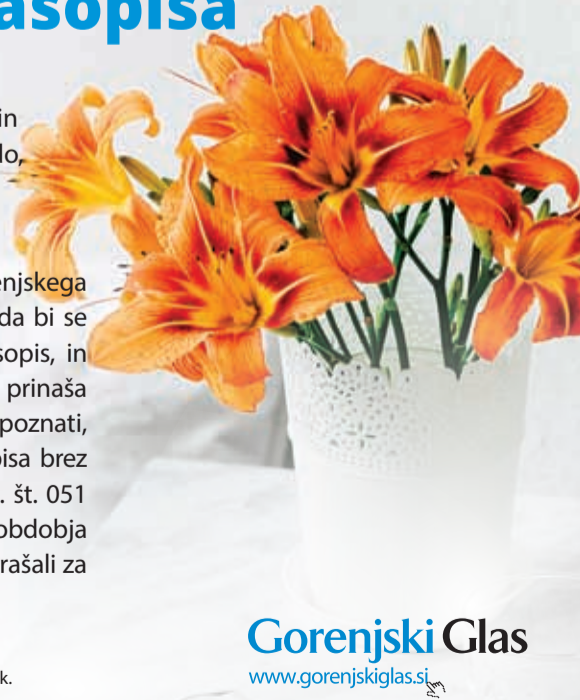 asopisa
in
lo,
enjskega
da bi se
sopis, in
prinaša
poznati,
isa brez
. št. 051
obdobja
rašali za
Gorenjski Glas
www.gorenjskiglas.si
k.